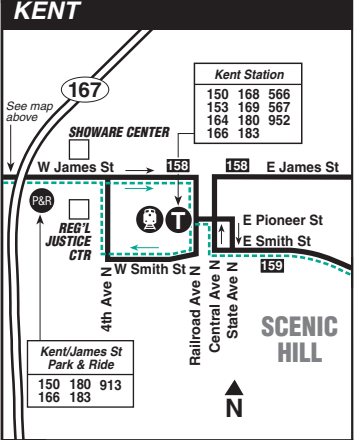 KENT
167
See map
above
SHOWARE CENTER
Kent Station
150 168 566
153 169 567
164 180 952
166 183
W James St
158
158
E James St
P&R
REG'L
JUSTICE
CTR
T
E Pioneer St
E Smith St
W Smith St
159
4th Ave N
Railroad Ave N
Central Ave N
State Ave N
SCENIC
HILL
Kent/James St
Park & Ride
150 180 913
166 183
N